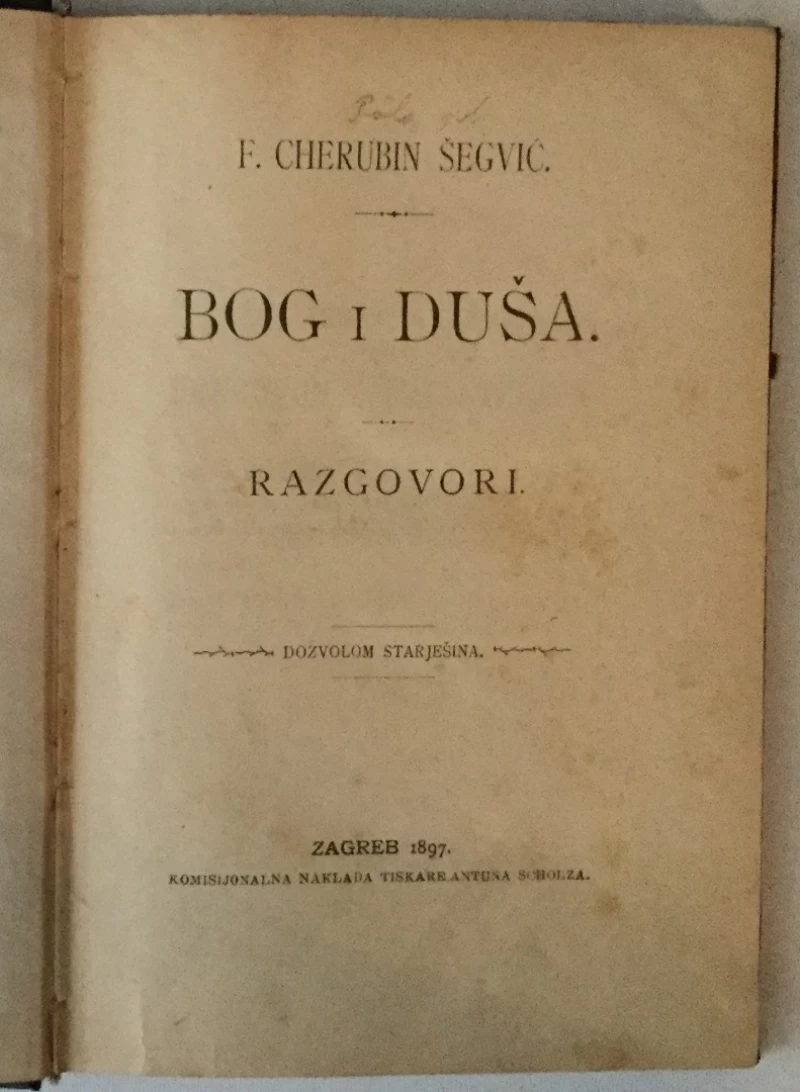 F. CHERUBIN ŠEGVIĆ.
BOG I DUŠA.
RAZGOVORI.
DOZVOLOM STARJEŠINA.
ZAGREB 1897.
KOMISIJONALNA NAKLADA TISKARE ANTUNA SCHOLZA.